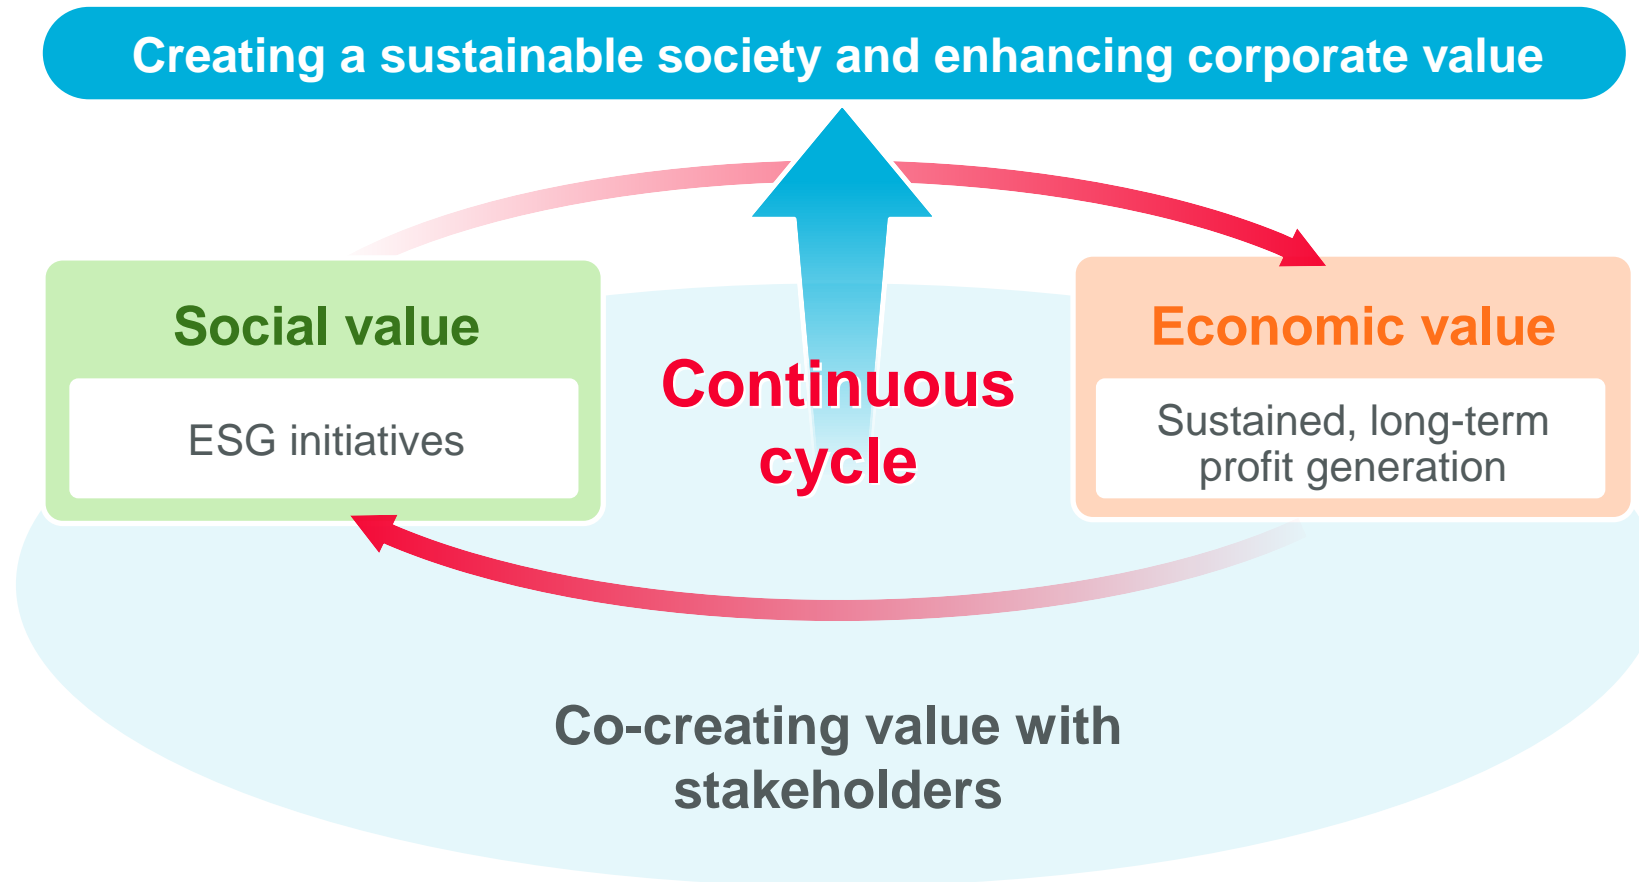 Creating a sustainable society and enhancing corporate value
Social value
ESG initiatives
Continuous
cycle
Economic value
Sustained, long-term
profit generation
Co-creating value with
stakeholders